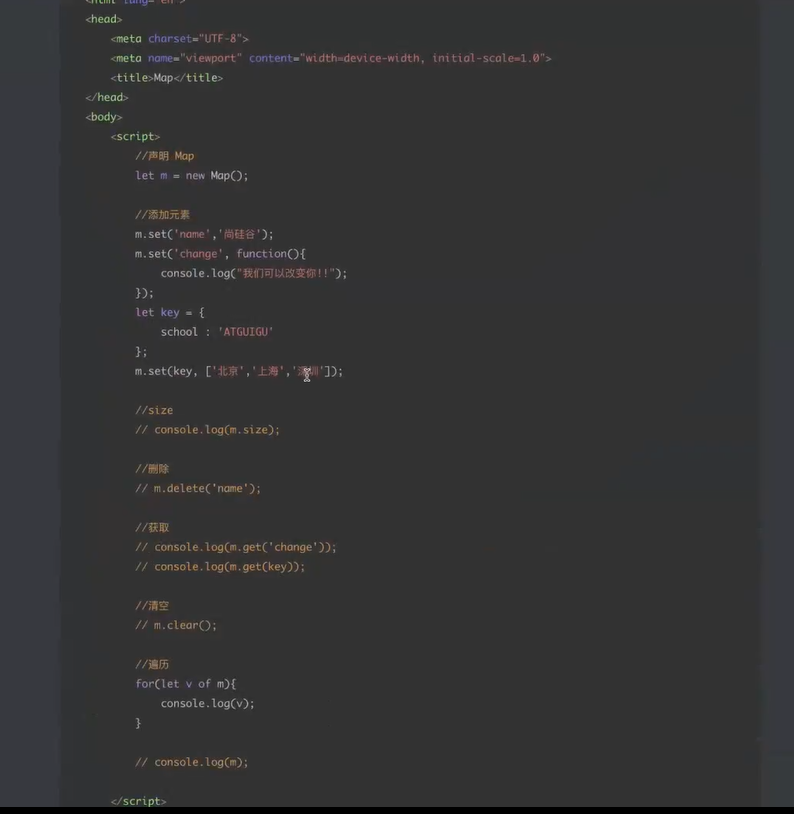 <html lang="en">
<head>
<meta charset="UTF-8">
<meta name="viewport" content="width=device-width, initial-scale=1.0">
<title>Map</title>
</head>
<body>
<script>
//声明 Map
let m = new Map();
//添加元素
m.set('name','尚硅谷');
m.set('change', function(){
console.log("我们可以改变你!!");
});
let key = {
school : 'ATGUIGU'
};
m.set(key, ['北京','上海','深圳']);
//size
// console.log(m.size);
//删除
// m.delete('name');
//获取
// console.log(m.get('change'));
// console.log(m.get(key));
//清空
// m.clear();
//遍历
for(let v of m){
console.log(v);
}
// console.log(m);
</script>